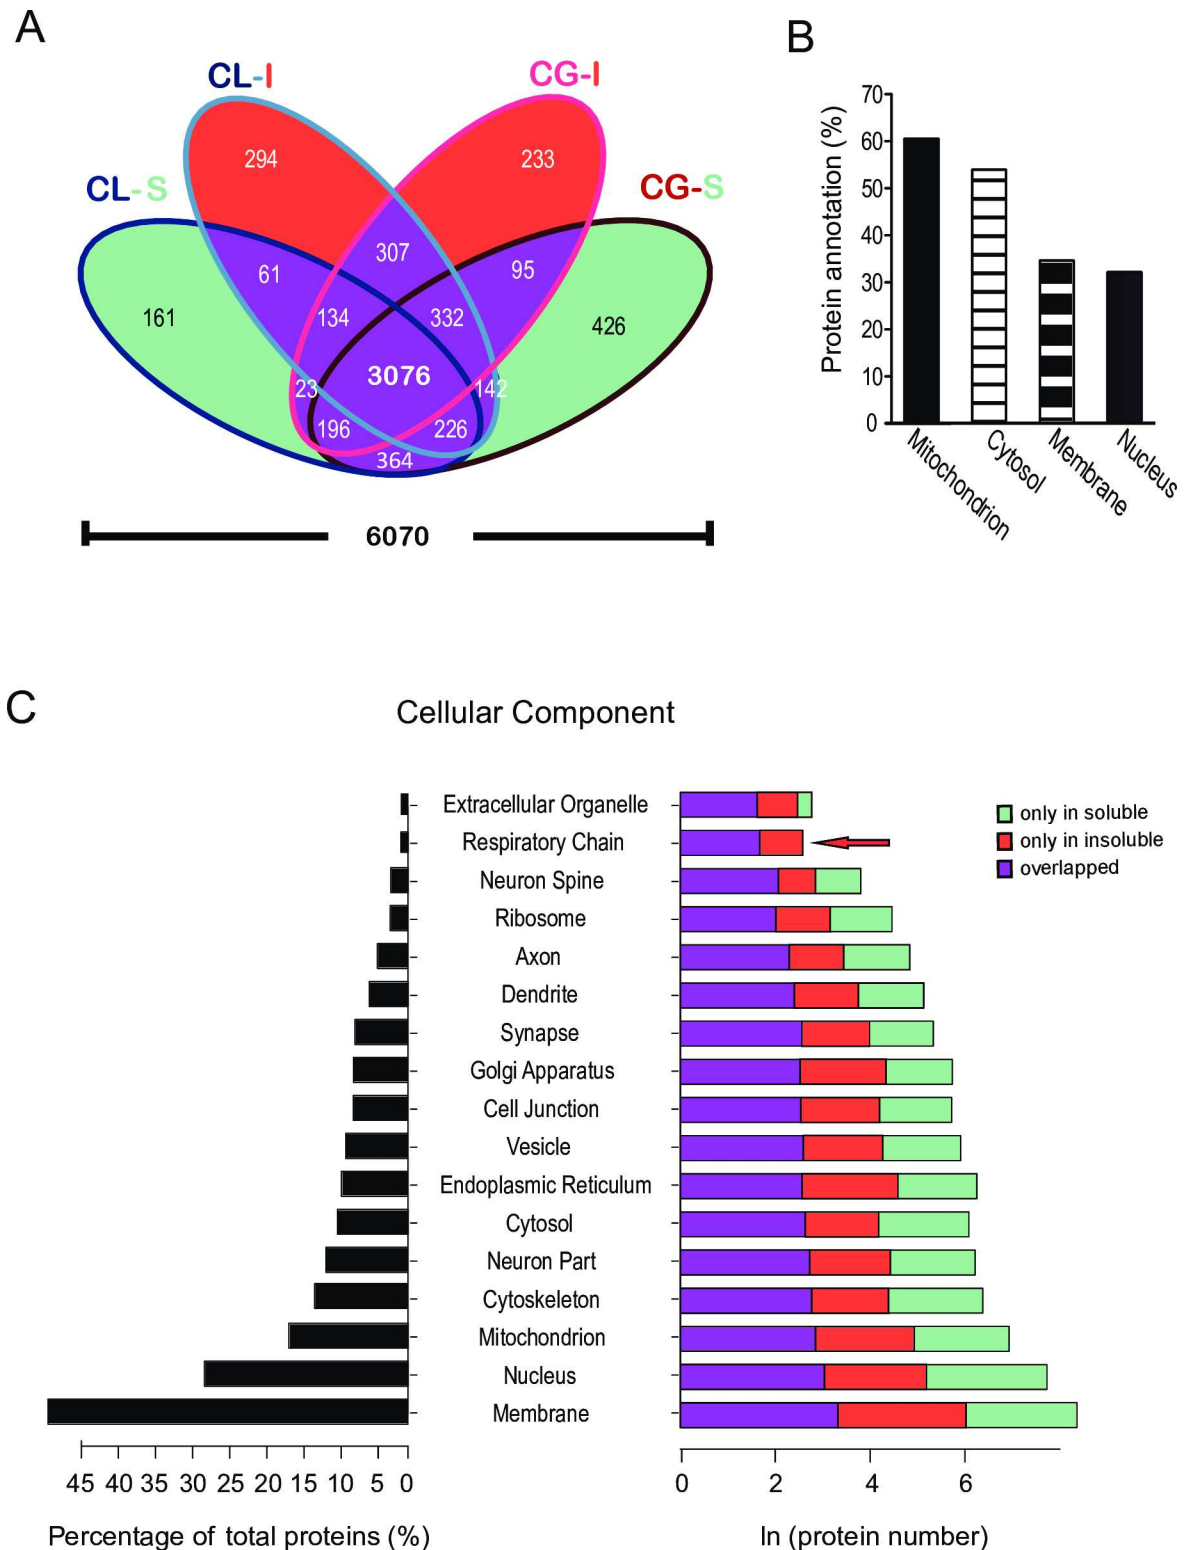 A
CL-I
CG-I
CL-S
CG-S
294
233
307
61
95
161
134
332
426
3076
23
142
196
226
364
6070
B
Protein annotation (%)
70
60
50
40
30
20
10
0
Mitochondrion
Cytosol
Membrane
Nucleus
C
Cellular Component
Extracellular Organelle
Respiratory Chain
Neuron Spine
Ribosome
Axon
Dendrite
Synapse
Golgi Apparatus
Cell Junction
Vesicle
Endoplasmic Reticulum
Cytosol
Neuron Part
Cytoskeleton
Mitochondrion
Nucleus
Membrane
only in soluble
only in insoluble
overlapped
45 40 35 30 25 20 15 10 5 0
Percentage of total proteins (%)
0 2 4 6
ln (protein number)